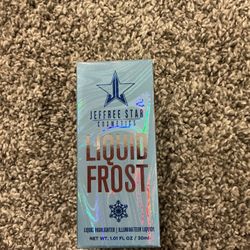 JEFFREE STAR
COSMETICS
LIQUID
FROST
LIQUID HIGHLIGHTER | ILLUMINATEUR LIQUIDE
NET WT. 1.01 FL OZ / 30ml